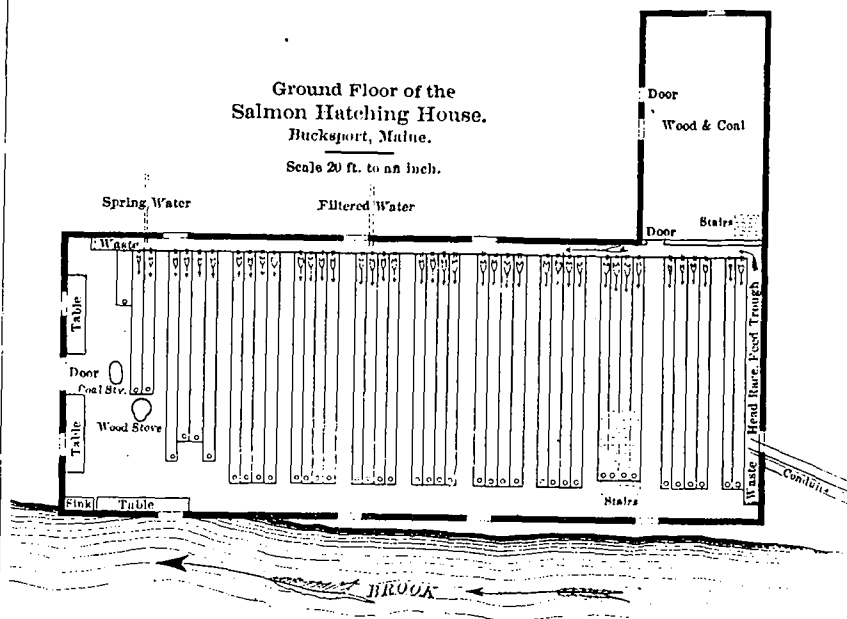 Ground Floor of the
Salmon Hatching House.
Bucksport, Maine.
Scale 20 ft. to an inch.
Door
Wood & Coal
Stairs
Door
Spring Water
Filtered Water
Waste
Table
Door
Coal Stv.
Wood Stove
Table
Sink
Table
Stairs
Head Race, Feed Trough
Waste
Conduits
BROOK